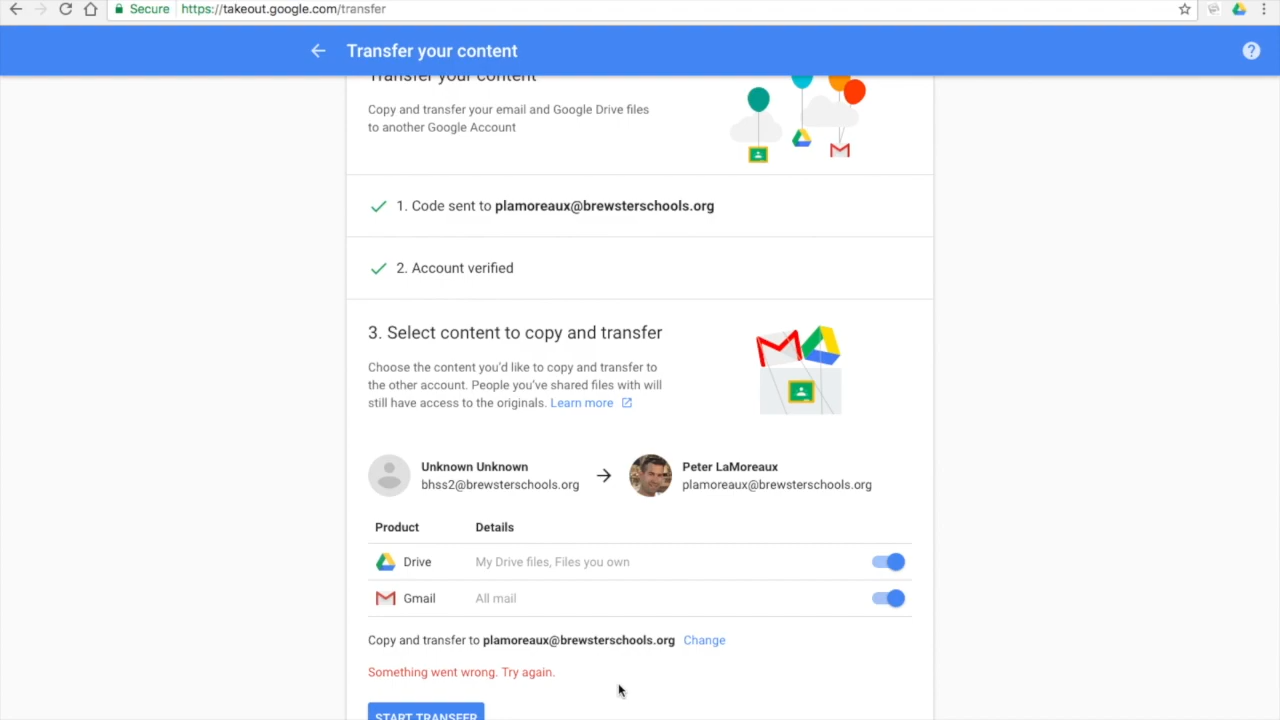 Secure https://takeout.google.com/transfer
Transfer your content
Transfer your content
Copy and transfer your email and Google Drive files
to another Google Account
1. Code sent to plamoreaux@brewsterschools.org
2. Account verified
3. Select content to copy and transfer
Choose the content you'd like to copy and transfer to
the other account. People you've shared files with will
still have access to the originals. Learn more
Unknown Unknown
bhss2@brewsterschools.org
Peter LaMoreaux
plamoreaux@brewsterschools.org
Product Details
Drive My Drive files, Files you own
Gmail All mail
Copy and transfer to plamoreaux@brewsterschools.org Change
Something went wrong. Try again.
START TRANSFER